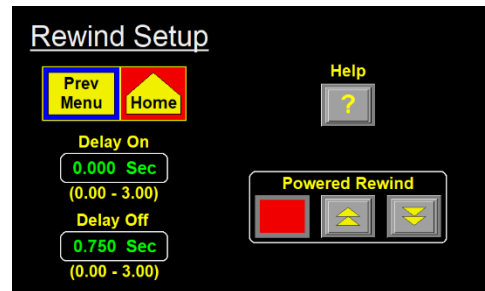 Rewind Setup
Prev
Menu
Home
Help
?
Delay On
0.000 Sec
(0.00 - 3.00)
Powered Rewind
Delay Off
0.750 Sec
(0.00 - 3.00)